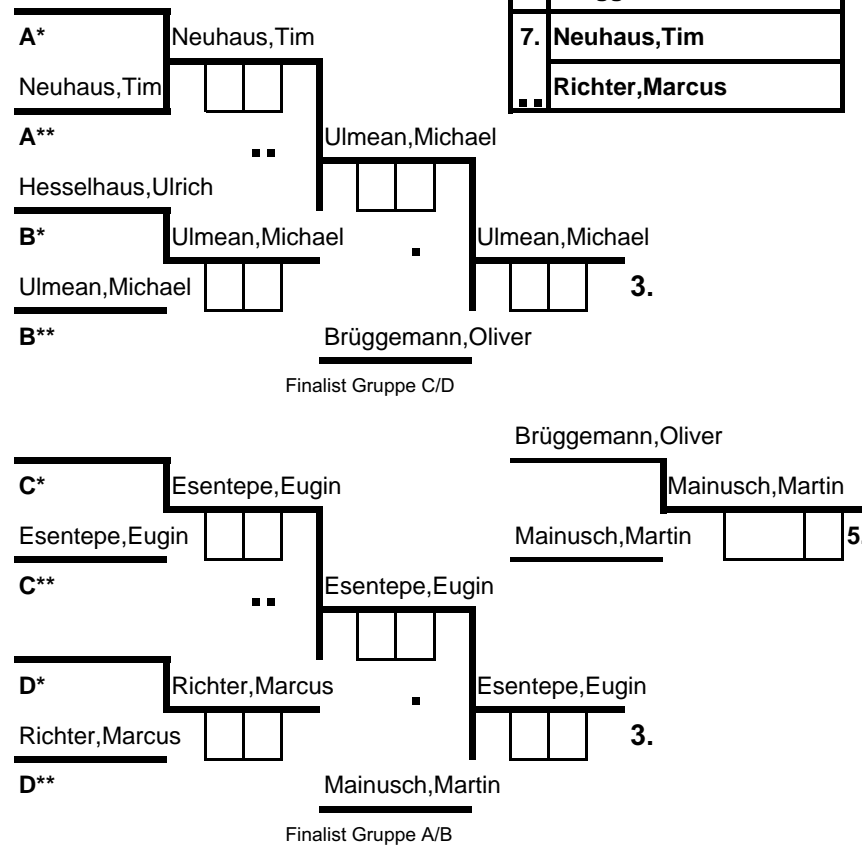 A* Neuhaus,Tim
7. Neuhaus,Tim
Neuhaus,Tim
Richter,Marcus
A**
Ulmean,Michael
Hesselhaus,Ulrich
B* Ulmean,Michael
Ulmean,Michael
Ulmean,Michael
3.
B**
Brüggemann,Oliver
Finalist Gruppe C/D
Brüggemann,Oliver
C* Esentepe,Eugin
Mainusch,Martin
Esentepe,Eugin
Mainusch,Martin
5.
C**
Esentepe,Eugin
D* Richter,Marcus
Esentepe,Eugin
Richter,Marcus
3.
D**
Mainusch,Martin
Finalist Gruppe A/B